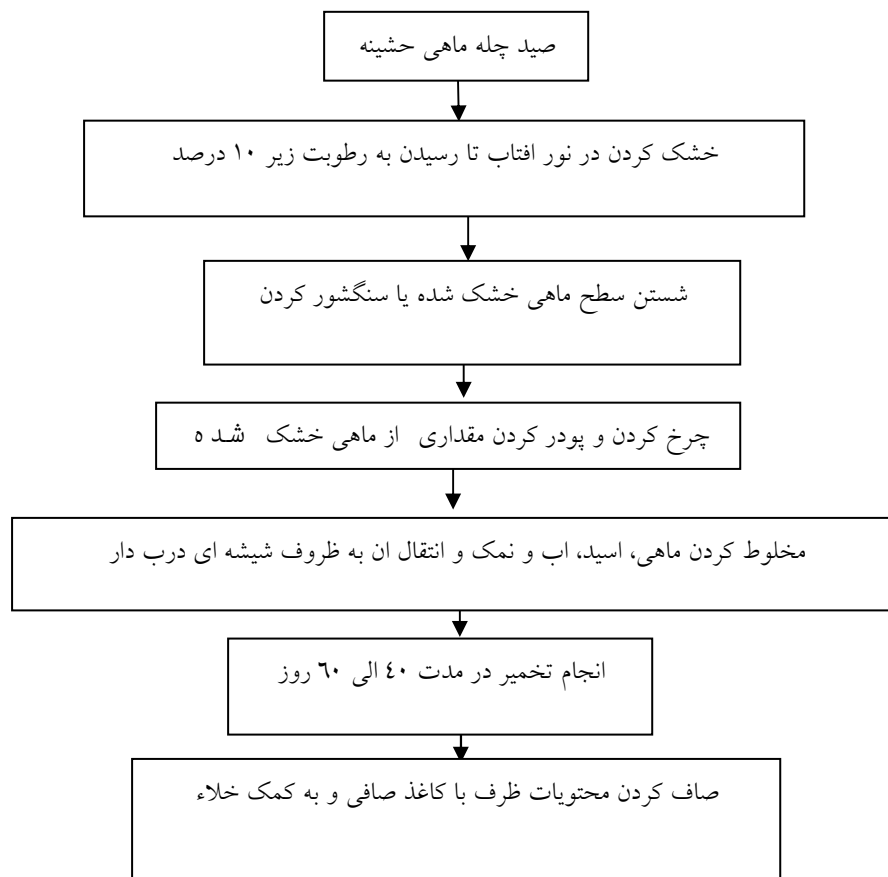 صید چله ماهی حشینه
خشک کردن در نور افتاب تا رسیدن به رطوبت زیر ۱۰ درصد
شستن سطح ماهی خشک شده یا سنگشور کردن
چرخ کردن و پودر کردن مقداری از ماهی خشک شده
مخلوط کردن ماهی، اسید، اب و نمک و انتقال ان به ظروف شیشه ای درب دار
انجام تخمیر در مدت ٤۰ الی ٦۰ روز
صاف کردن محتویات ظرف با کاغذ صافی و به کمک خلاء